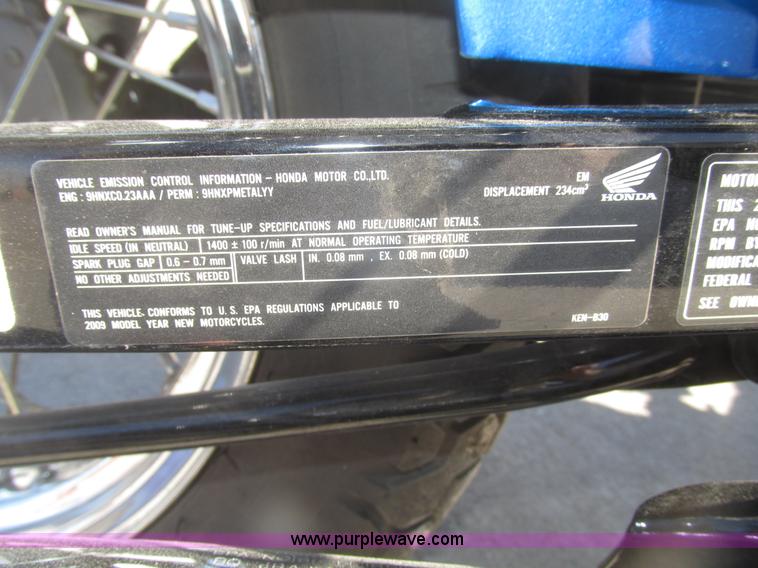 VEHICLE EMISSION CONTROL INFORMATION – HONDA MOTOR CO.,LTD.
ENG : 9HNXC0.23AAA / PERM : 9HNXPMETALYY
EM
DISPLACEMENT 234cm³
HONDA
READ OWNER'S MANUAL FOR TUNE-UP SPECIFICATIONS AND FUEL/LUBRICANT DETAILS.
IDLE SPEED (IN NEUTRAL) 1400 ± 100 r/min AT NORMAL OPERATING TEMPERATURE
SPARK PLUG GAP 0.6 – 0.7 mm VALVE LASH IN. 0.08 mm , EX. 0.08 mm (COLD)
NO OTHER ADJUSTMENTS NEEDED
THIS VEHICLE CONFORMS TO U.S. EPA REGULATIONS APPLICABLE TO
2009 MODEL YEAR NEW MOTORCYCLES.
KEN–B30
MOTO
THIS 2
EPA NO
RPM BY
MODIFICA
FEDERAL
SEE OWN
www.purplewave.com